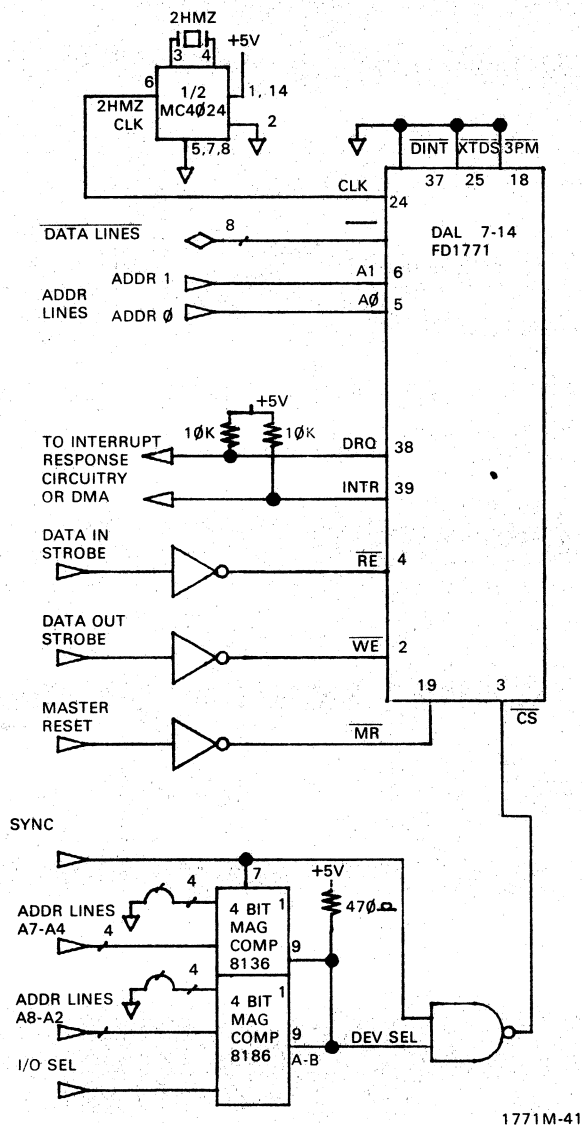 2HMZ
3 4
+5V
6
1/2
MC4Ø24
1, 14
2HMZ
CLK
2
5,7,8
DINT XTDS 3PM
37 25 18
CLK
24
DAL 7-14
FD1771
DATA LINES
8
ADDR 1
A1
6
ADDR
LINES
ADDR Ø
AØ
5
+5V
1ØK
1ØK
TO INTERRUPT
RESPONSE
CIRCUITRY
OR DMA
DRQ
38
INTR
39
DATA IN
STROBE
RE
4
DATA OUT
STROBE
WE
2
19
3
MASTER
RESET
MR
CS
SYNC
7
+5V
47Ø
4
ADDR LINES
A7-A4
4
4 BIT
MAG
COMP
8136
1
9
4
ADDR LINES
A8-A2
4 BIT
MAG
COMP
8186
1
9
A-B
DEV SEL
I/O SEL
1771M-41